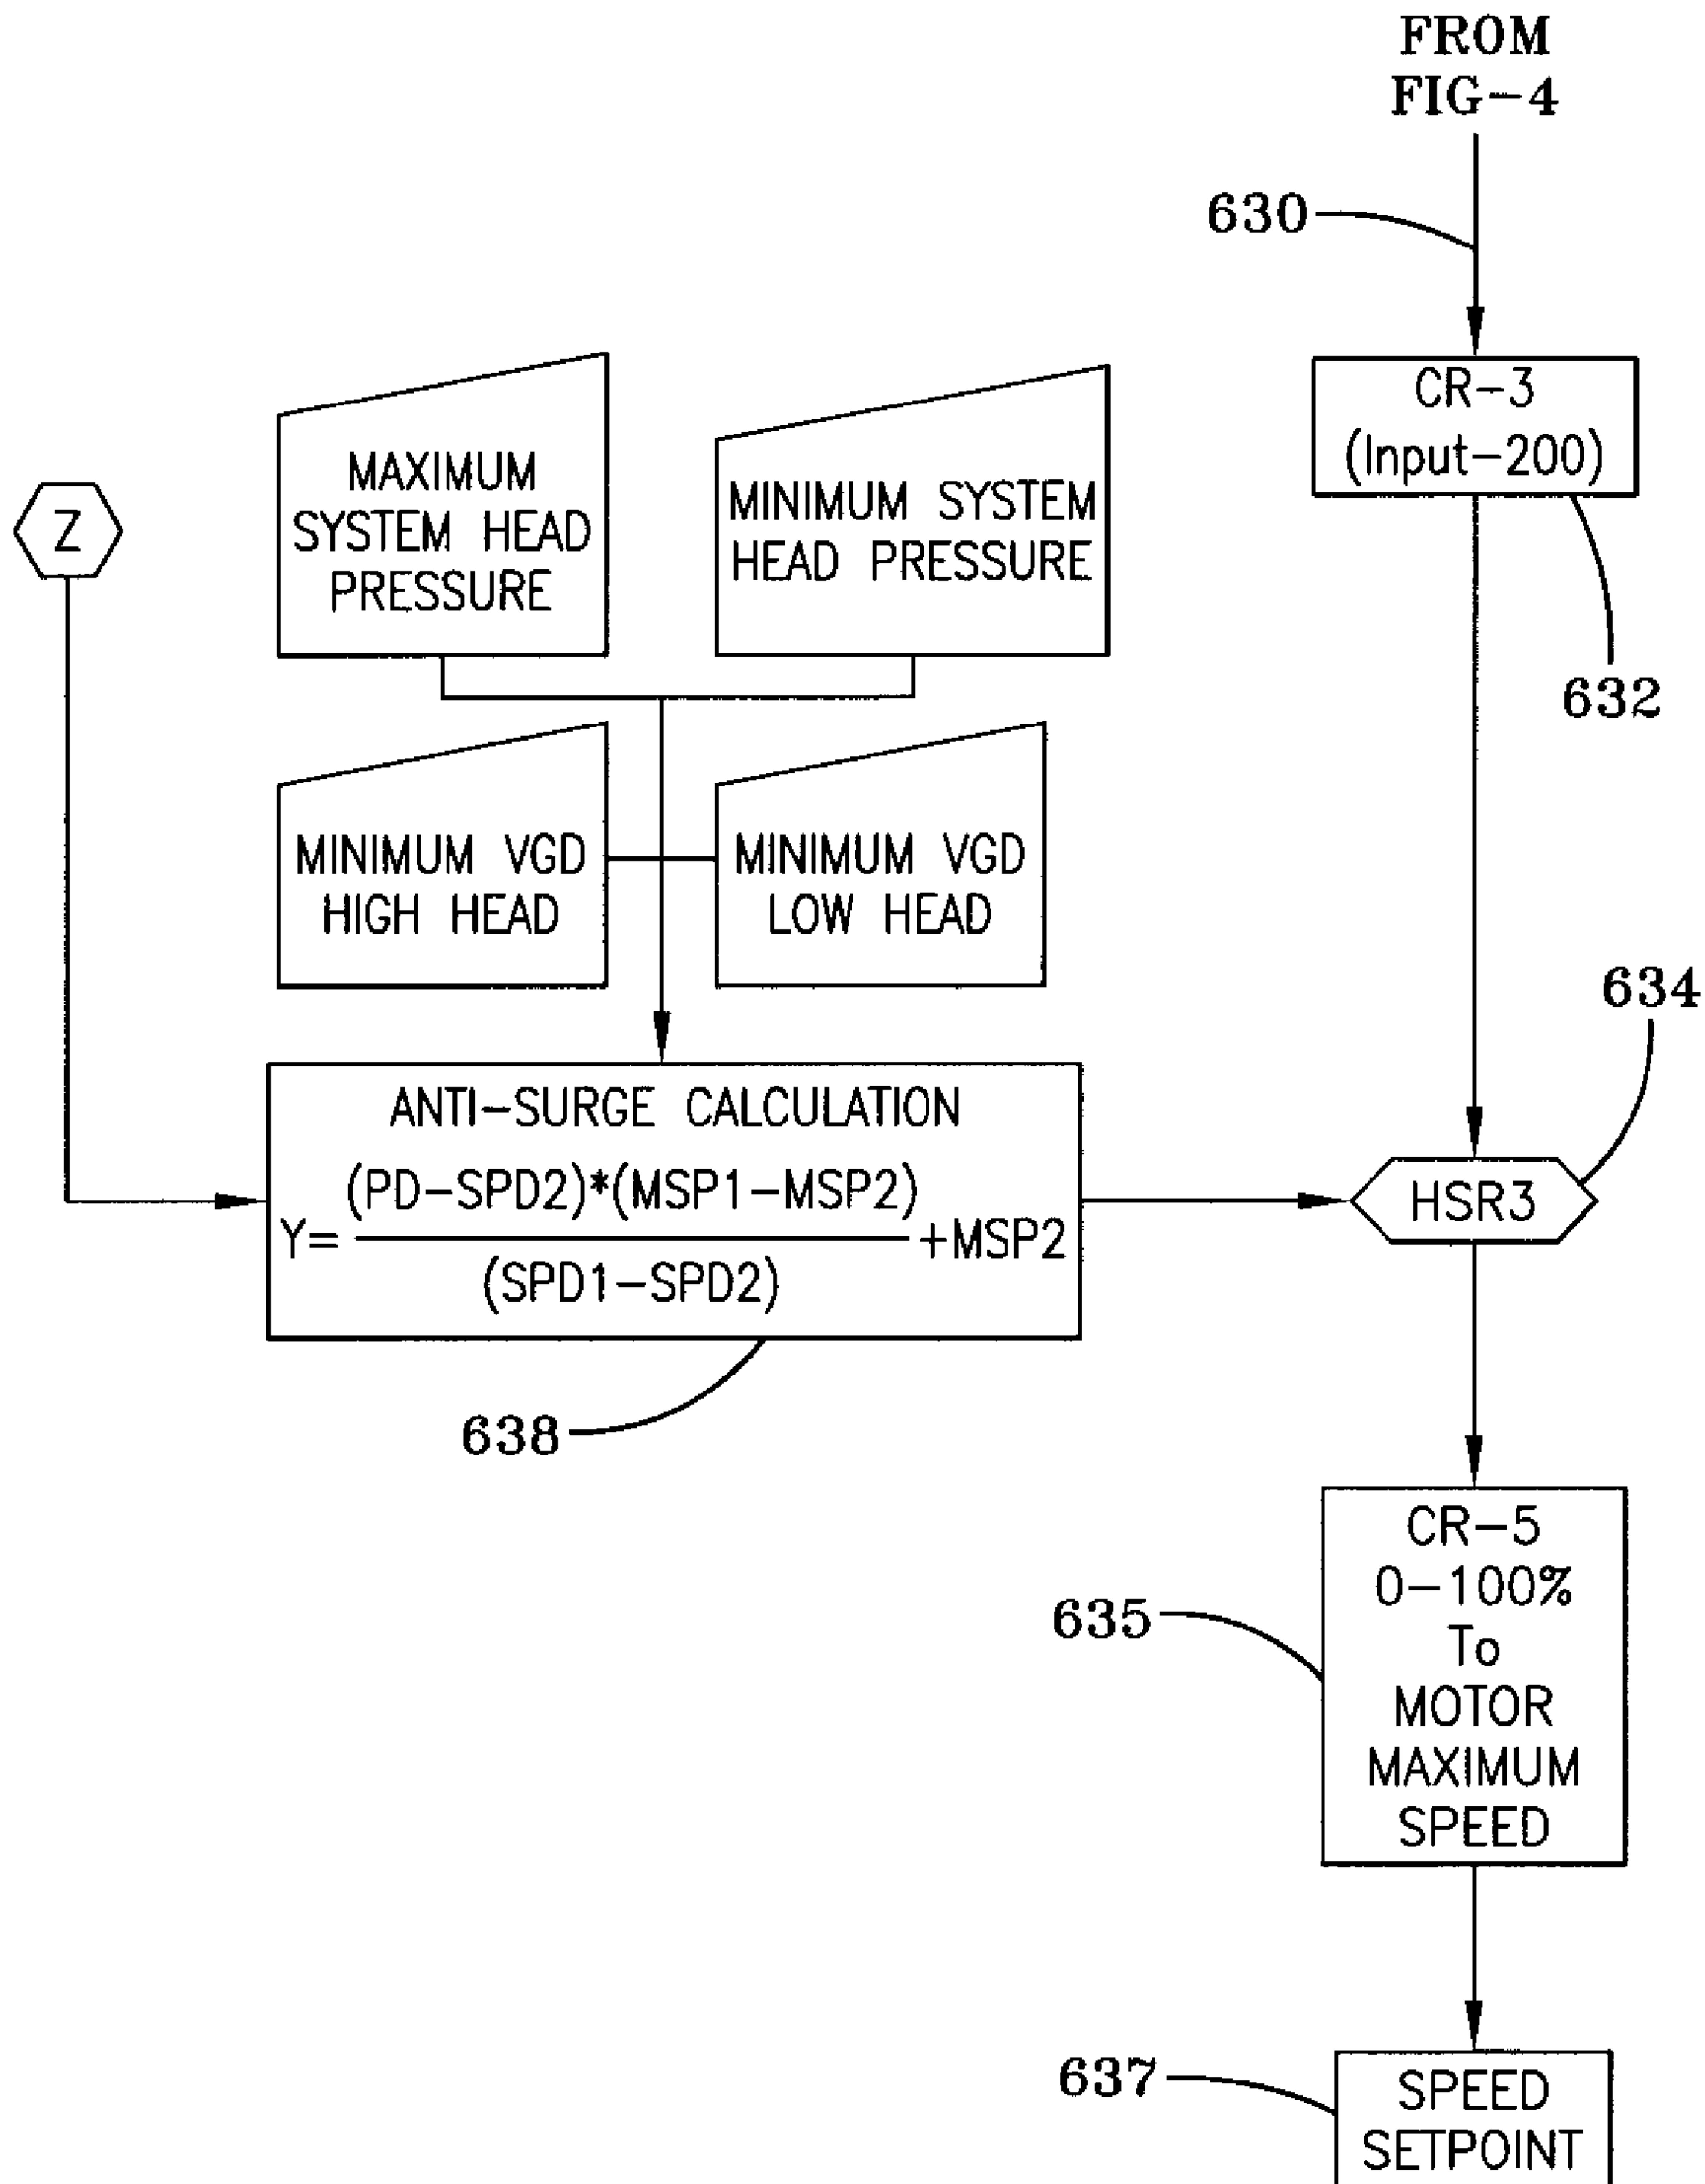 FROM
FIG-4
630
CR-3
(Input-200)
632
Z
MAXIMUM
SYSTEM HEAD
PRESSURE
MINIMUM SYSTEM
HEAD PRESSURE
MINIMUM VGD
HIGH HEAD
MINIMUM VGD
LOW HEAD
634
ANTI-SURGE CALCULATION
(PD-SPD2)*(MSP1-MSP2)
Y= +MSP2
(SPD1-SPD2)
HSR3
638
CR-5
0-100%
To
MOTOR
MAXIMUM
SPEED
635
637
SPEED
SETPOINT